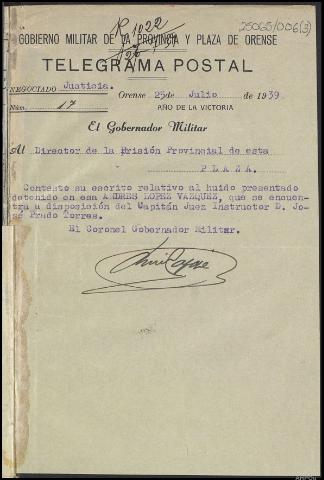 R 1022
25065/006(3)
GOBIERNO MILITAR DE LA PROVINCIA Y PLAZA DE ORENSE
TELEGRAMA POSTAL
NEGOCIADO Justicia.
Núm. 17
Orense 25 de Julio de 1939
AÑO DE LA VICTORIA
El Gobernador Militar
Al Director de la Prisión Provincial de esta
PLAZA.
Contesto su escrito relativo al huido presentado
detenido en esa ANDRES LOPEZ VAZQUEZ, que se encuen-
tra a disposición del Capitán Juez Instructor D. Jo-
sé Prado Torres.
El Coronel Gobernador Militar.